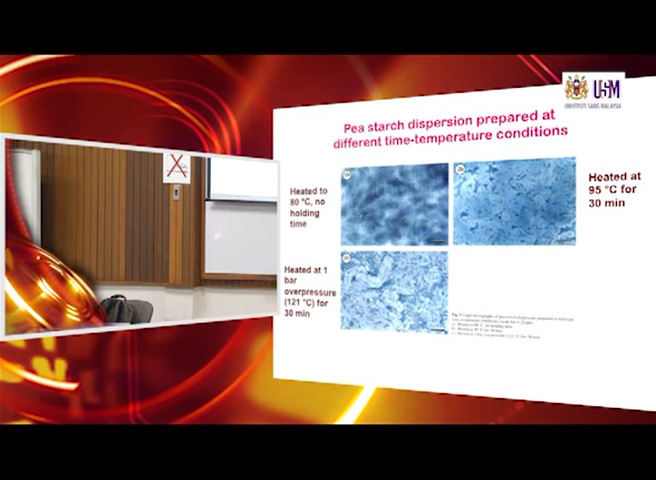 USM
UNIVERSITI SAINS MALAYSIA
Pea starch dispersion prepared at
different time-temperature conditions
Heated to
80 °C, no
holding
time
Heated at
95 °C for
30 min
Heated at 1
bar
overpressure
(121 °C) for
30 min